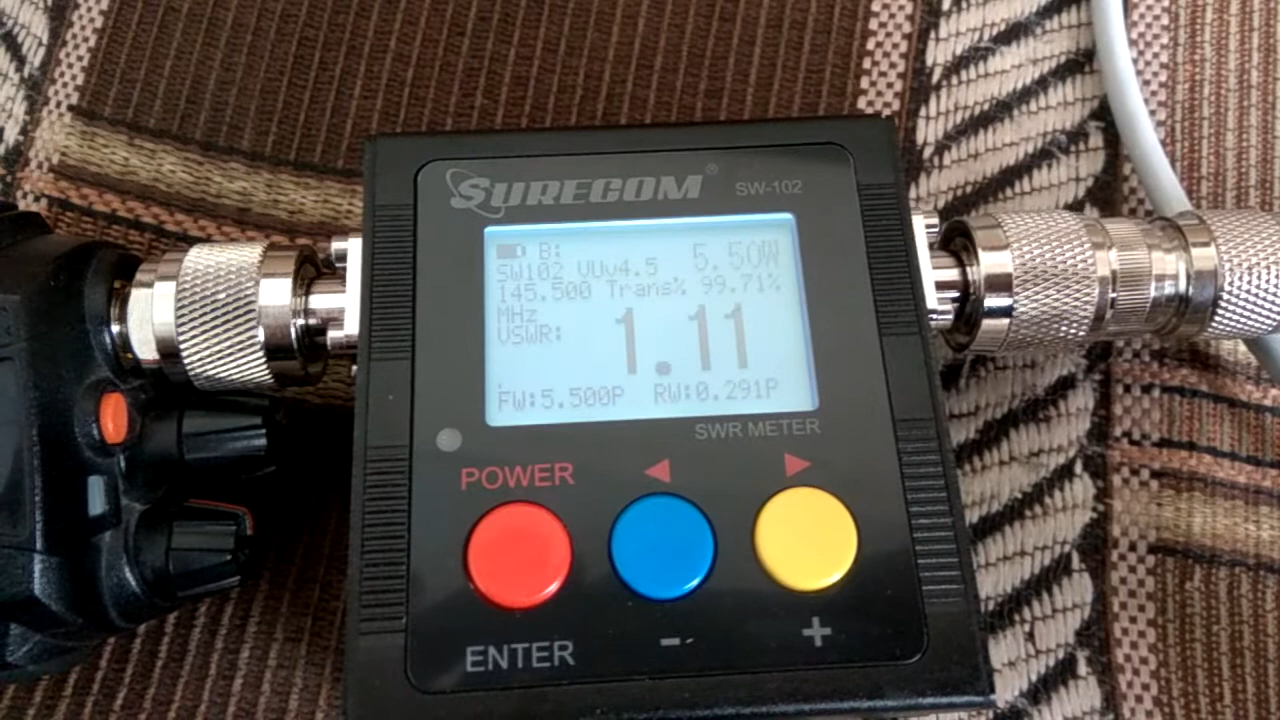 SURECOM® SW-102
B: 5.50W
SW102 VUv4.5
145.500 Trans% 99.71%
MHz
VSWR: 1.11
FW:5.500P RW:0.291P
SWR METER
POWER ◀ ▶
ENTER - +